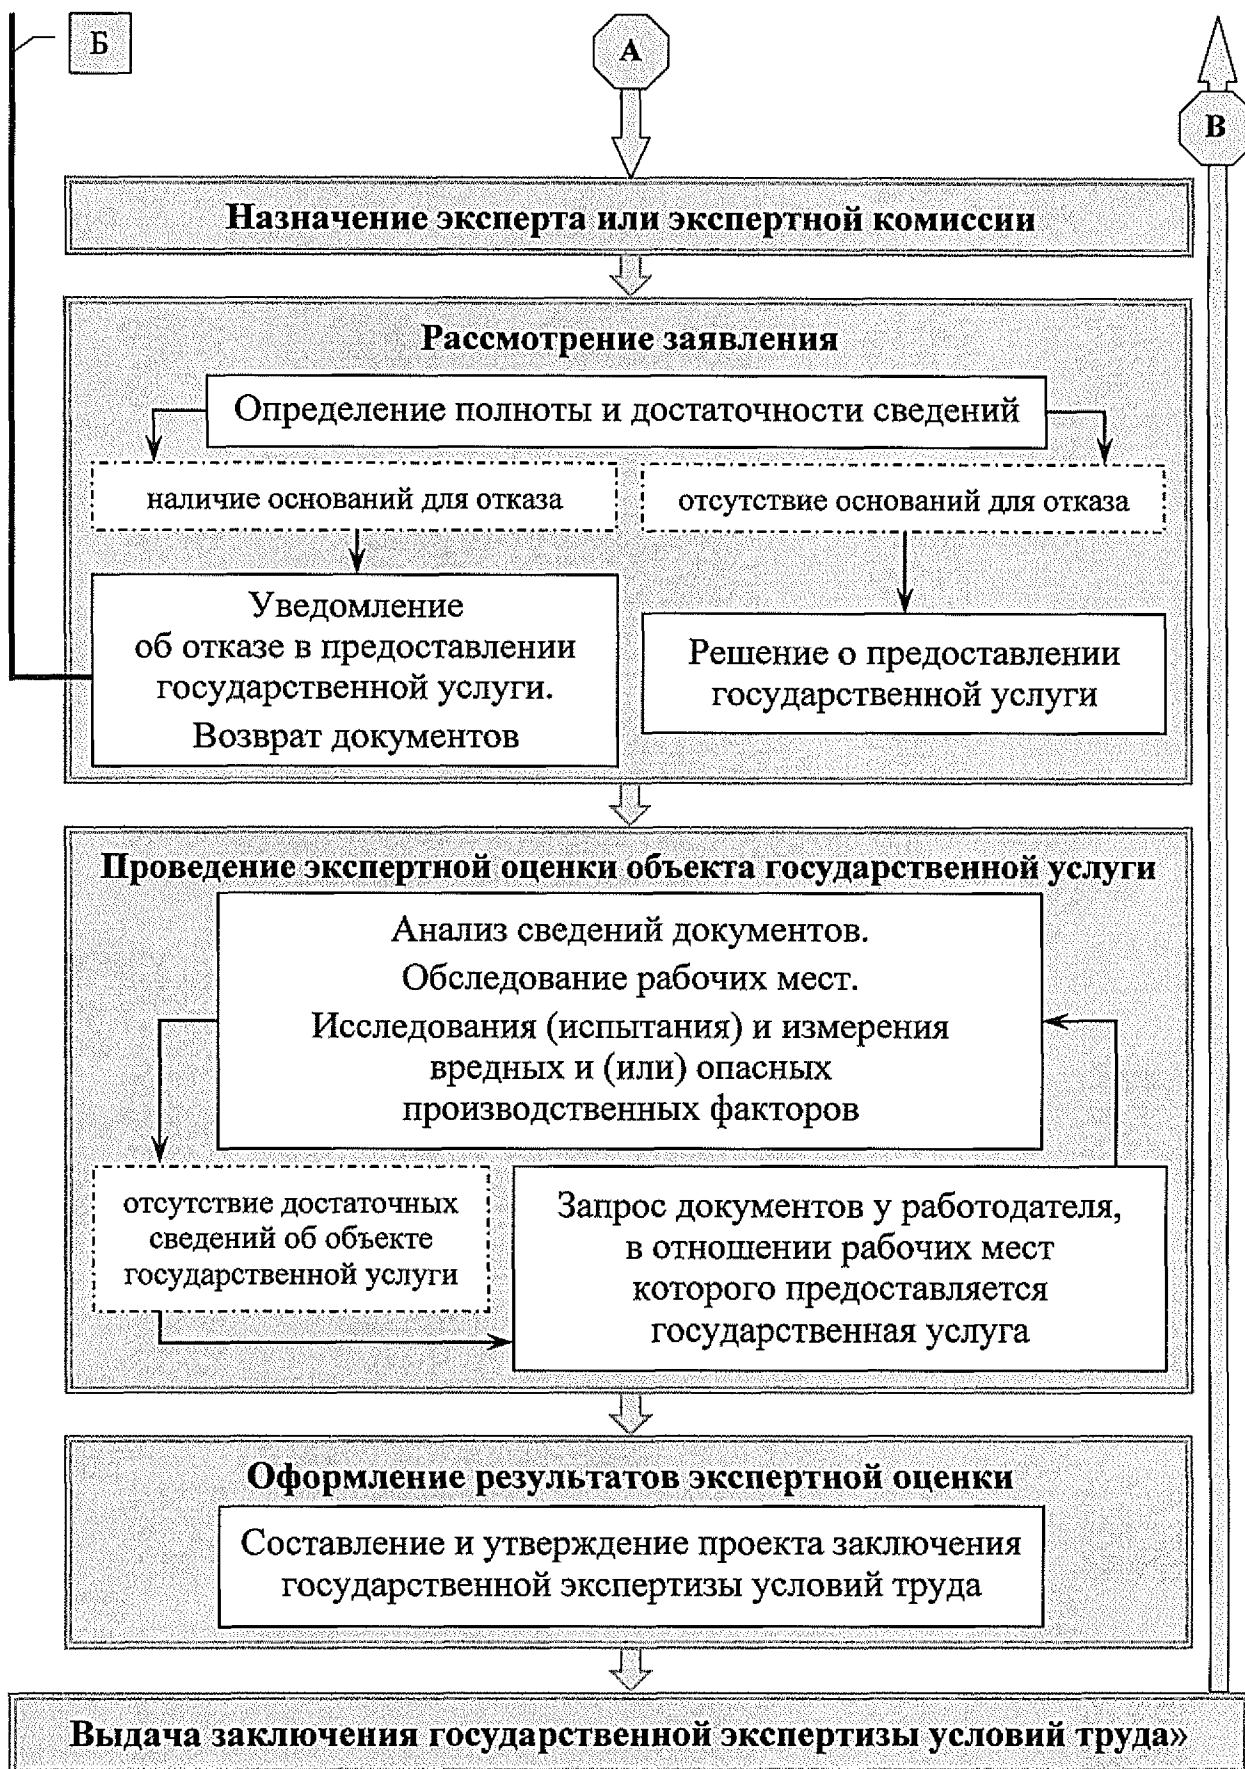 Б
А
В
Назначение эксперта или экспертной комиссии
Рассмотрение заявления
Определение полноты и достаточности сведений
наличие оснований для отказа
отсутствие оснований для отказа
Уведомление
об отказе в предоставлении
государственной услуги.
Возврат документов
Решение о предоставлении
государственной услуги
Проведение экспертной оценки объекта государственной услуги
Анализ сведений документов.
Обследование рабочих мест.
Исследования (испытания) и измерения
вредных и (или) опасных
производственных факторов
отсутствие достаточных
сведений об объекте
государственной услуги
Запрос документов у работодателя,
в отношении рабочих мест
которого предоставляется
государственная услуга
Оформление результатов экспертной оценки
Составление и утверждение проекта заключения
государственной экспертизы условий труда
Выдача заключения государственной экспертизы условий труда»